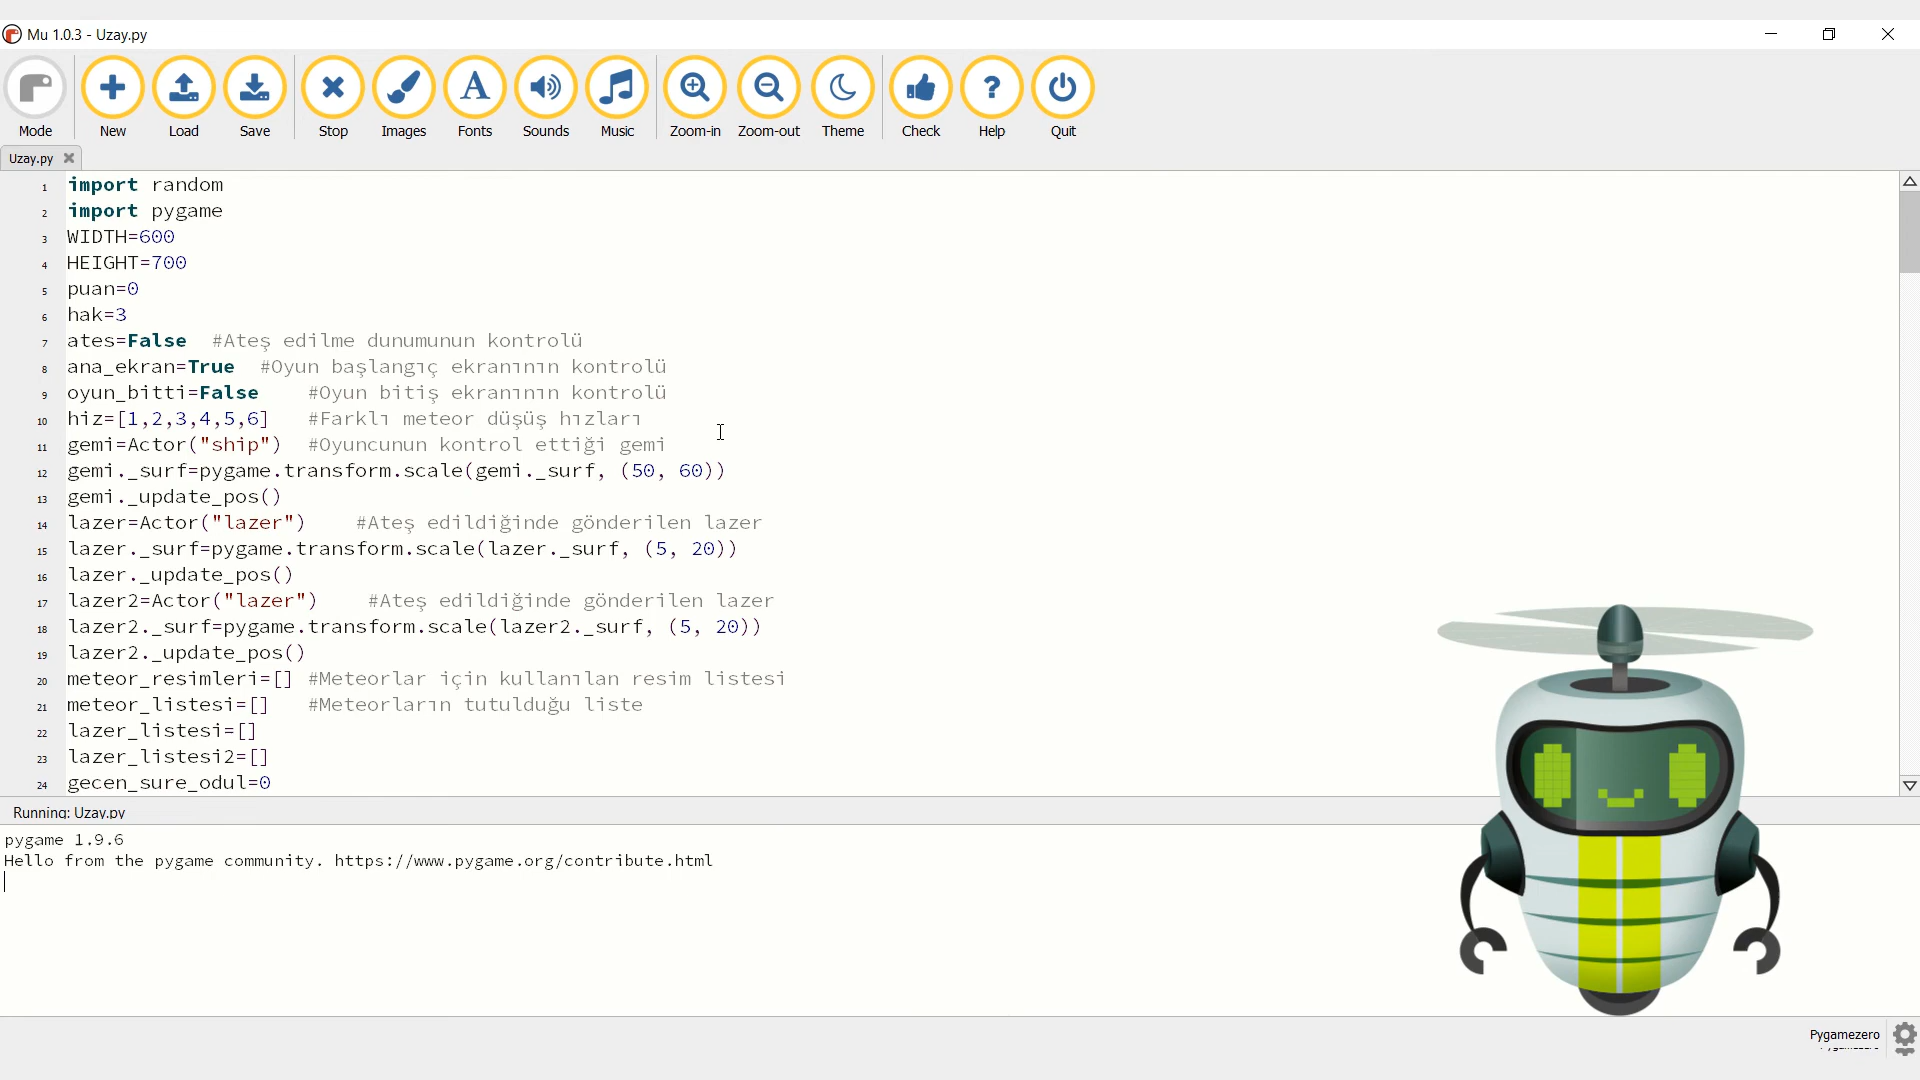 Mu 1.0.3 - Uzay.py
Mode New Load Save Stop Images Fonts Sounds Music Zoom-in Zoom-out Theme Check Help Quit
Uzay.py
1 import random
2 import pygame
3 WIDTH=600
4 HEIGHT=700
5 puan=0
6 hak=3
7 ates=False #Ateş edilme dunumunun kontrolü
8 ana_ekran=True #Oyun başlangıç ekranının kontrolü
9 oyun_bitti=False #Oyun bitiş ekranının kontrolü
10 hiz=[1,2,3,4,5,6] #Farklı meteor düşüş hızları
11 gemi=Actor("ship") #Oyuncunun kontrol ettiği gemi
12 gemi._surf=pygame.transform.scale(gemi._surf, (50, 60))
13 gemi._update_pos()
14 lazer=Actor("lazer") #Ateş edildiğinde gönderilen lazer
15 lazer._surf=pygame.transform.scale(lazer._surf, (5, 20))
16 lazer._update_pos()
17 lazer2=Actor("lazer") #Ateş edildiğinde gönderilen lazer
18 lazer2._surf=pygame.transform.scale(lazer2._surf, (5, 20))
19 lazer2._update_pos()
20 meteor_resimleri=[] #Meteorlar için kullanılan resim listesi
21 meteor_listesi=[] #Meteorların tutulduğu liste
22 lazer_listesi=[]
23 lazer_listesi2=[]
24 gecen_sure_odul=0
Running: Uzay.py
pygame 1.9.6
Hello from the pygame community. https://www.pygame.org/contribute.html
Pygamezero